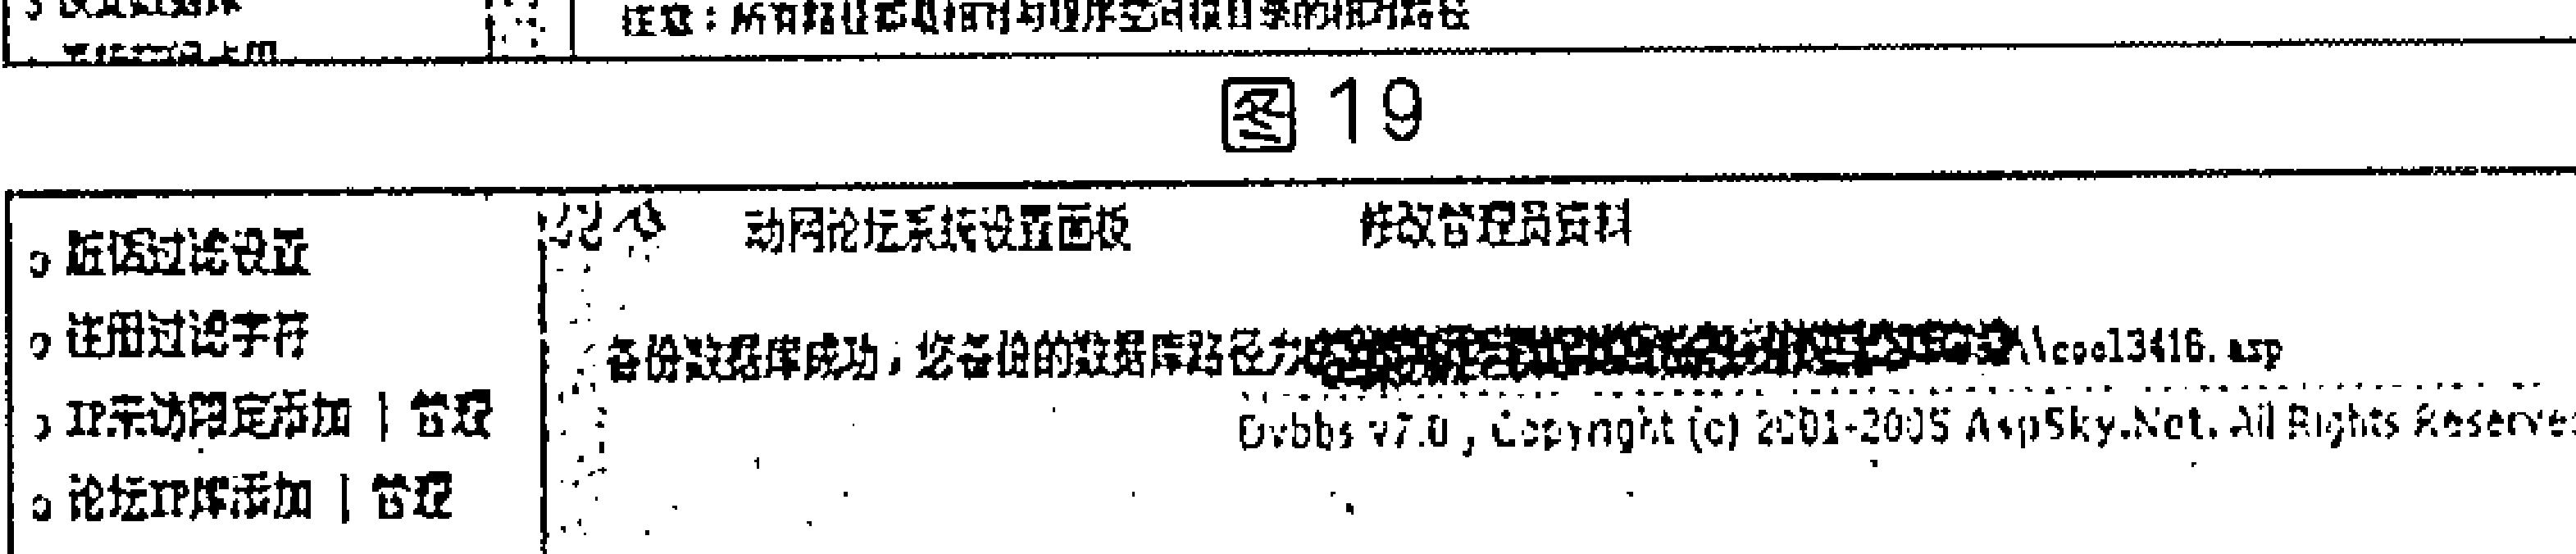 注意：所有路径都是相对与程序空间根目录的相对路径
图 19
动网论坛系统设置面板 修改管理员资料
脏话过滤设置
注册过滤字符
备份数据库成功，您备份的数据库路径为 \\cool3416.asp
IP来访限定添加 | 管理
Dvbbs v7.0 , Copyright (c) 2001-2005 AspSky.Net. All Rights Reserved
论坛IP库添加 | 管理